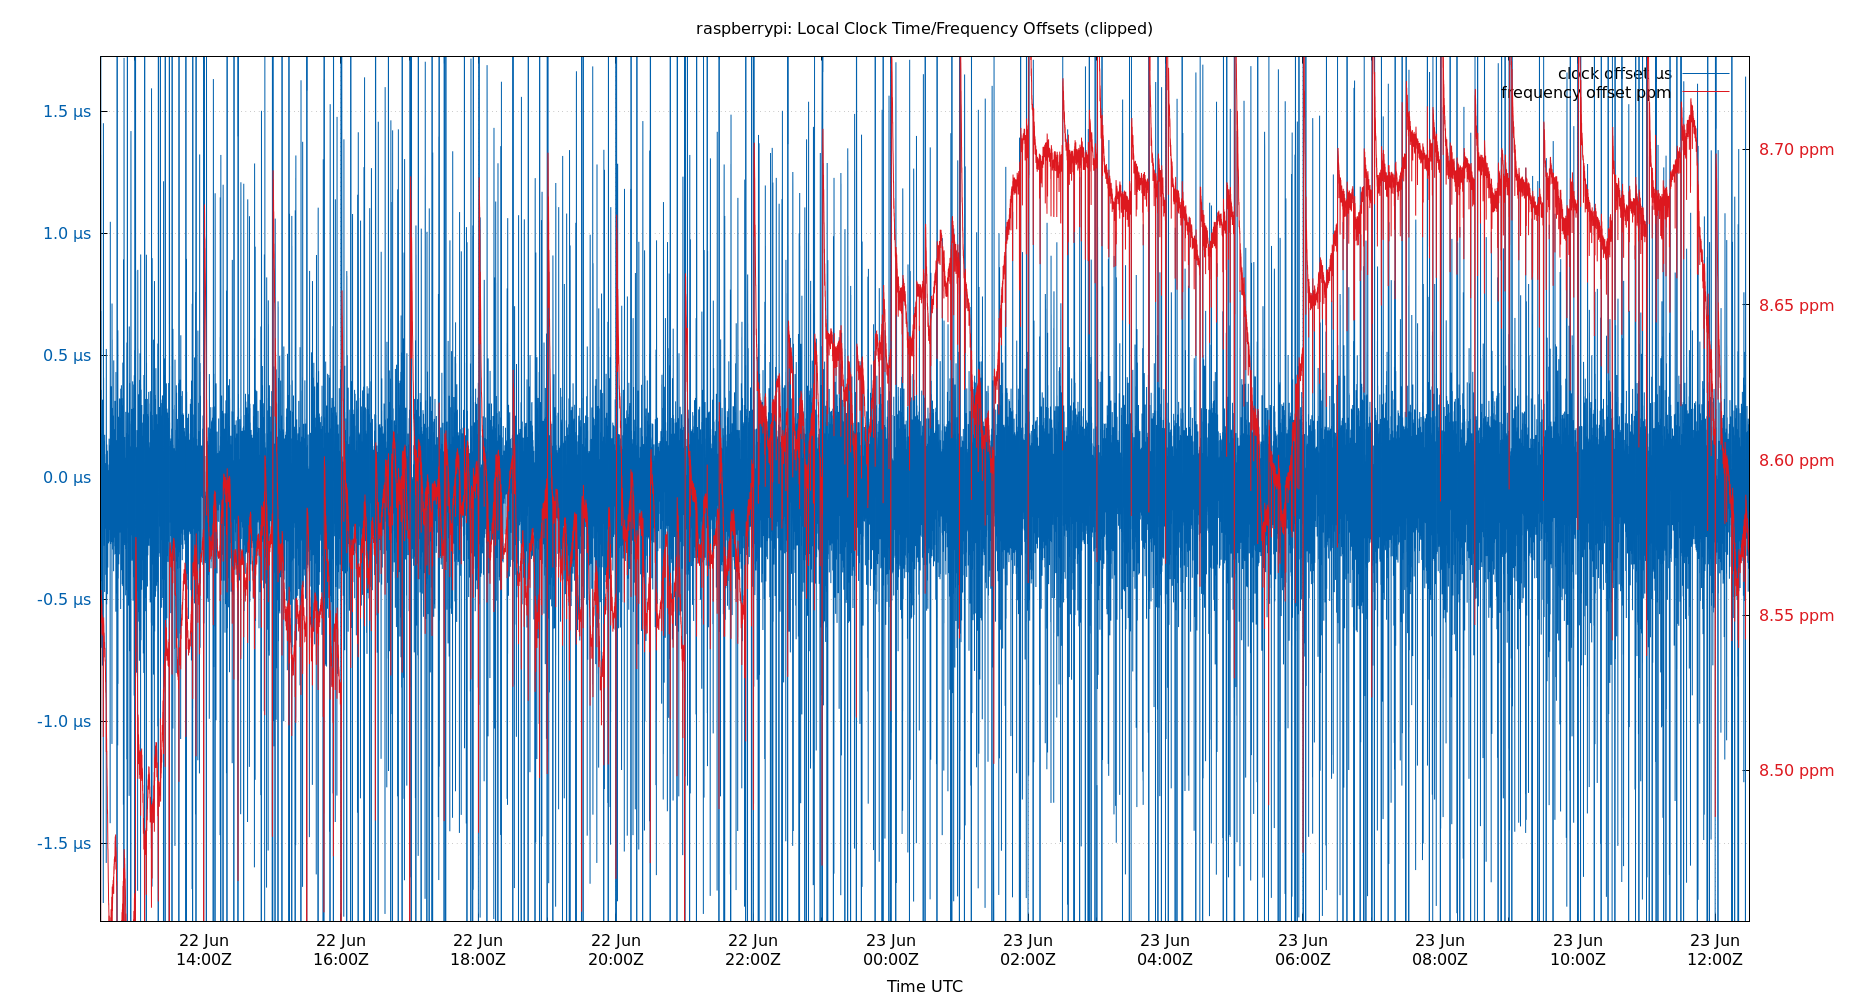 raspberrypi: Local Clock Time/Frequency Offsets (clipped)
clock offset µs
frequency offset ppm
1.5 µs
1.0 µs
0.5 µs
0.0 µs
-0.5 µs
-1.0 µs
-1.5 µs
8.70 ppm
8.65 ppm
8.60 ppm
8.55 ppm
8.50 ppm
22 Jun 22 Jun 22 Jun 22 Jun 22 Jun 23 Jun 23 Jun 23 Jun 23 Jun 23 Jun 23 Jun 23 Jun
14:00Z 16:00Z 18:00Z 20:00Z 22:00Z 00:00Z 02:00Z 04:00Z 06:00Z 08:00Z 10:00Z 12:00Z
Time UTC